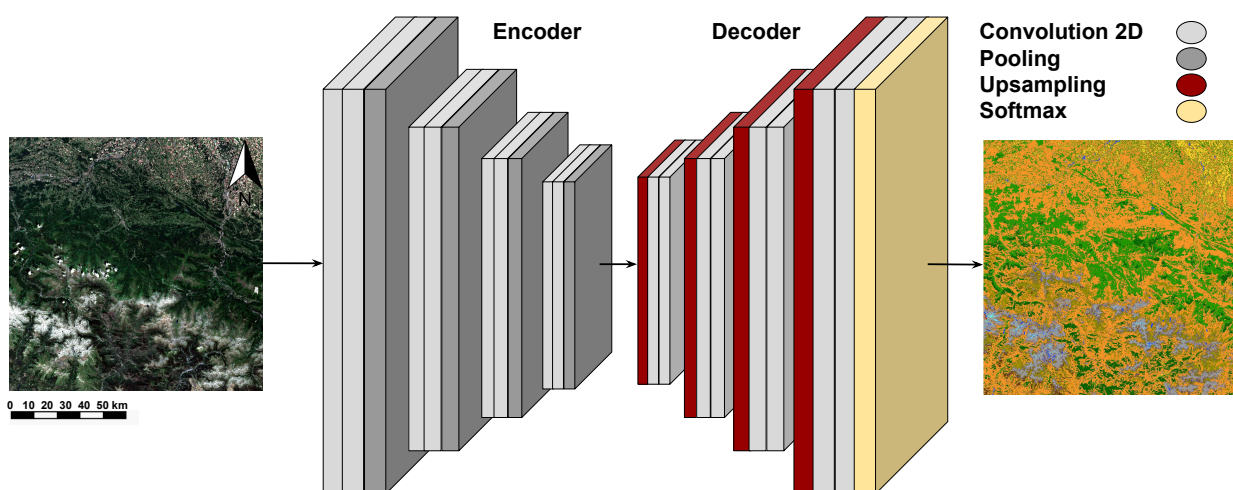 Encoder
Decoder
Convolution 2D
Pooling
Upsampling
Softmax
N
0 10 20 30 40 50 km